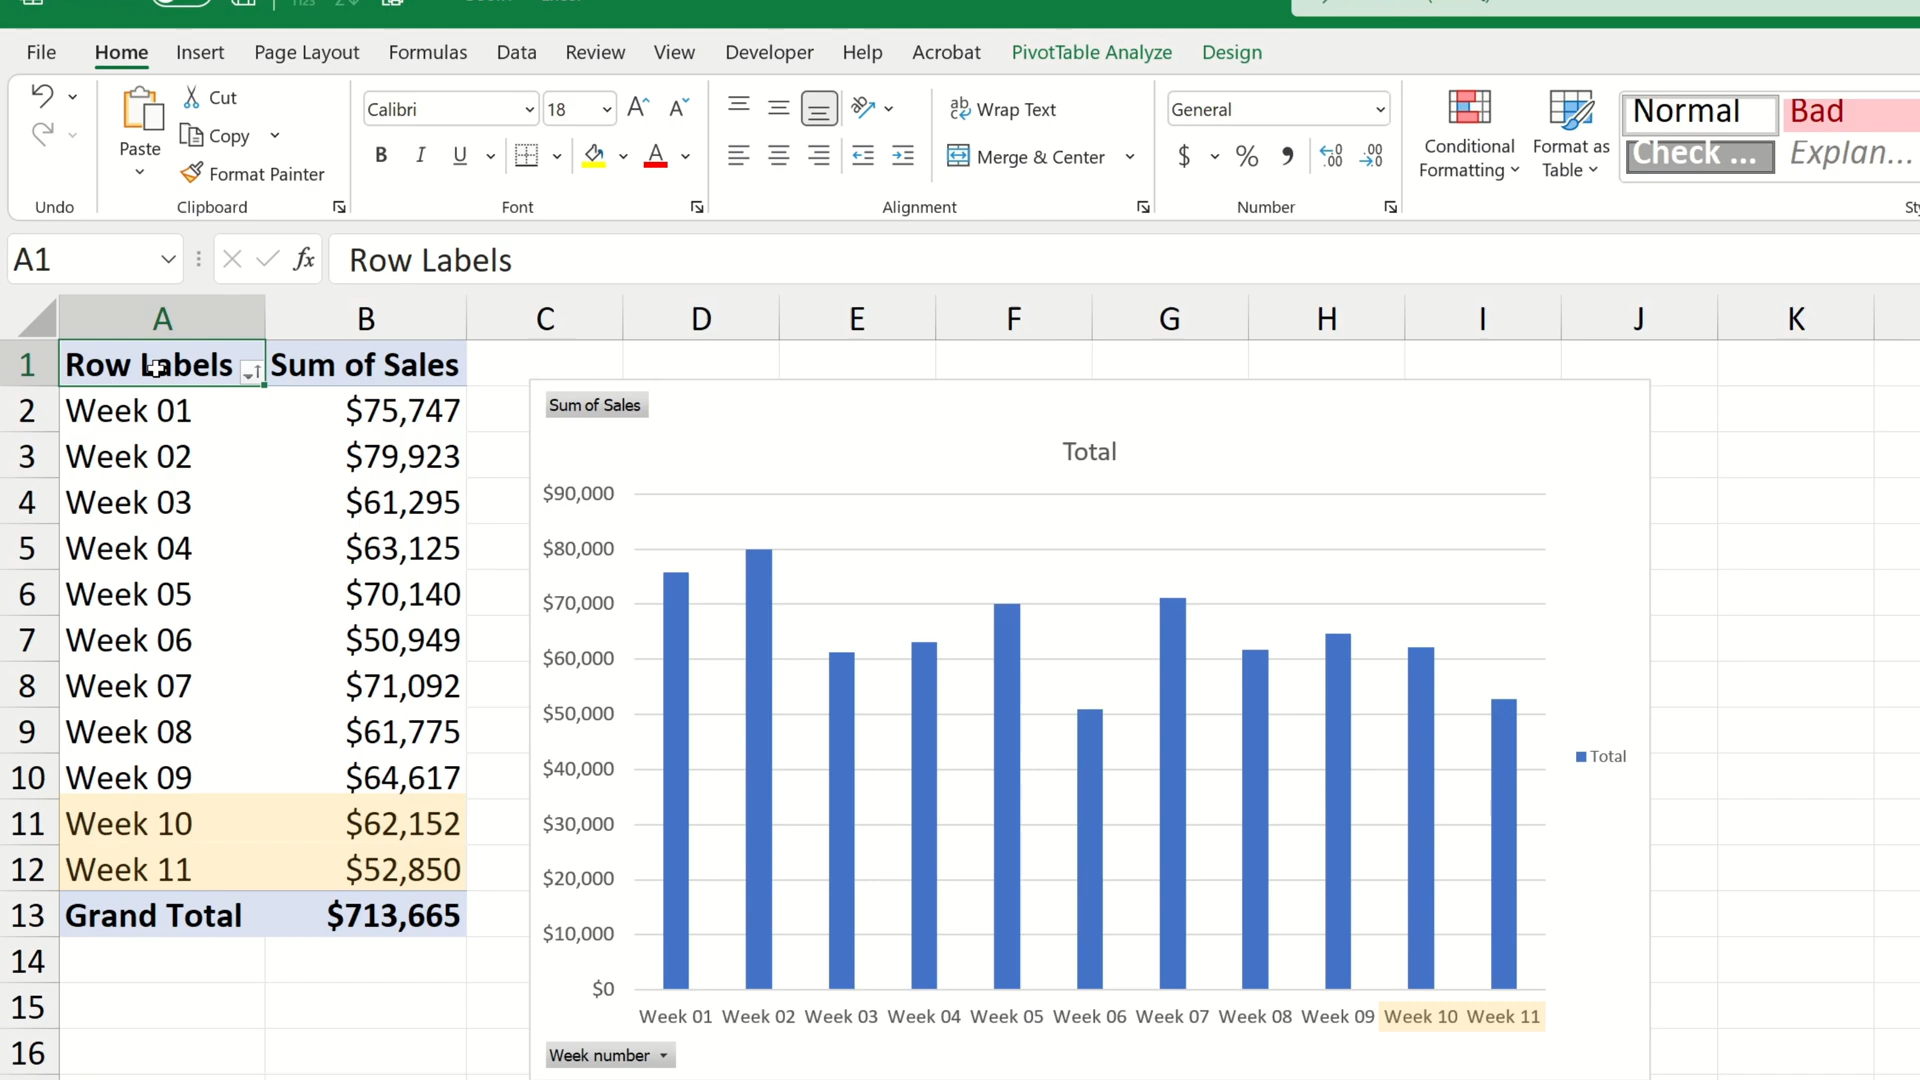 File Home Insert Page Layout Formulas Data Review View Developer Help Acrobat PivotTable Analyze Design
Cut
Copy
Format Painter
Paste
Undo
Clipboard
Calibri 18
B I U A
Font
ab Wrap Text
Merge & Center
Alignment
General
$ % 
Number
Conditional Formatting
Format as Table
Normal Bad
Check ... Explan...
A1 fx Row Labels
A B C D E F G H I J K
1 Row Labels Sum of Sales
2 Week 01 $75,747
3 Week 02 $79,923
4 Week 03 $61,295
5 Week 04 $63,125
6 Week 05 $70,140
7 Week 06 $50,949
8 Week 07 $71,092
9 Week 08 $61,775
10 Week 09 $64,617
11 Week 10 $62,152
12 Week 11 $52,850
13 Grand Total $713,665
14
15
16
Sum of Sales
Total
$90,000
$80,000
$70,000
$60,000
$50,000
$40,000
$30,000
$20,000
$10,000
$0
Week 01 Week 02 Week 03 Week 04 Week 05 Week 06 Week 07 Week 08 Week 09 Week 10 Week 11
Total
Week number